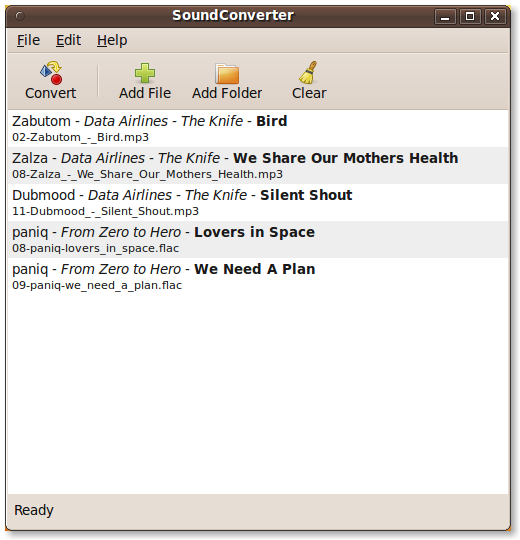 SoundConverter
File Edit Help
Convert Add File Add Folder Clear
Zabutom - Data Airlines - The Knife - Bird
02-Zabutom_-_Bird.mp3
Zalza - Data Airlines - The Knife - We Share Our Mothers Health
08-Zalza_-_We_Share_Our_Mothers_Health.mp3
Dubmood - Data Airlines - The Knife - Silent Shout
11-Dubmood_-_Silent_Shout.mp3
paniq - From Zero to Hero - Lovers in Space
08-paniq-lovers_in_space.flac
paniq - From Zero to Hero - We Need A Plan
09-paniq-we_need_a_plan.flac
Ready